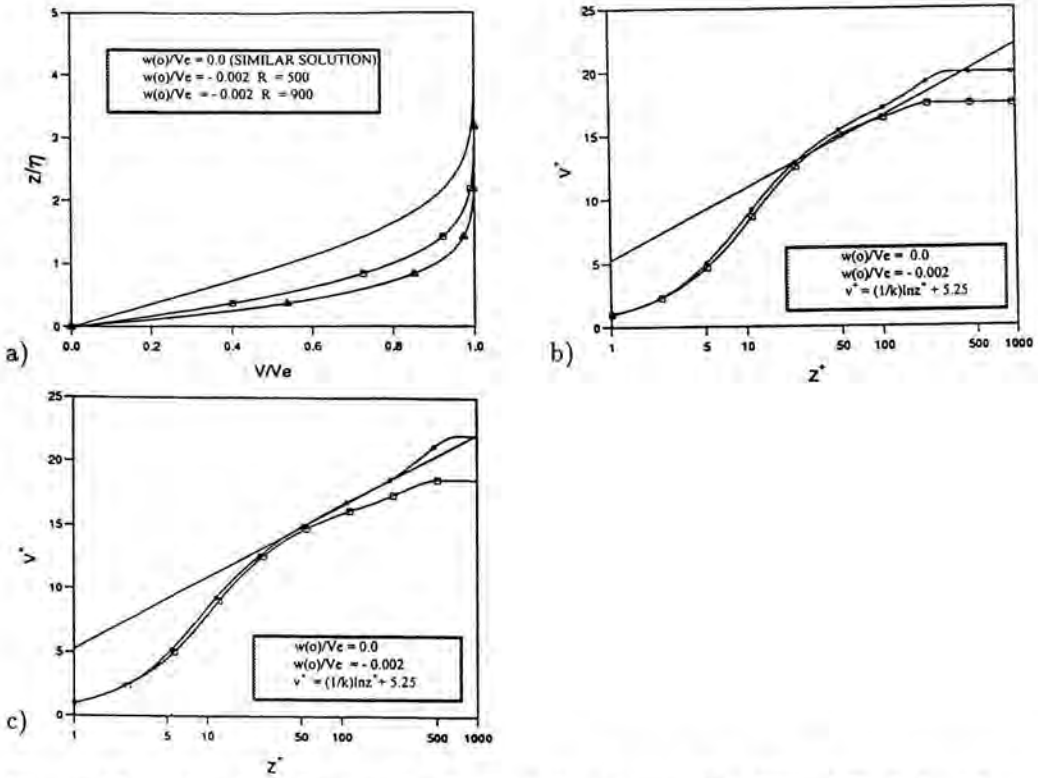 a)
z/η
5
4
3
2
1
0
w(o)/Ve = 0.0 (SIMILAR SOLUTION)
w(o)/Ve = - 0.002 R = 500
w(o)/Ve = - 0.002 R = 900
0.0 0.2 0.4 0.6 0.8 1.0
V/Ve
b)
v⁺
25
20
15
10
5
0
w(o)/Ve = 0.0
w(o)/Ve = - 0.002
v⁺ = (1/k)lnz⁺ + 5.25
1 5 10 50 100 500 1000
z⁺
c)
v⁺
25
20
15
10
5
0
w(o)/Ve = 0.0
w(o)/Ve = - 0.002
v⁺ = (1/k)lnz⁺ + 5.25
1 5 10 50 100 500 1000
z⁺